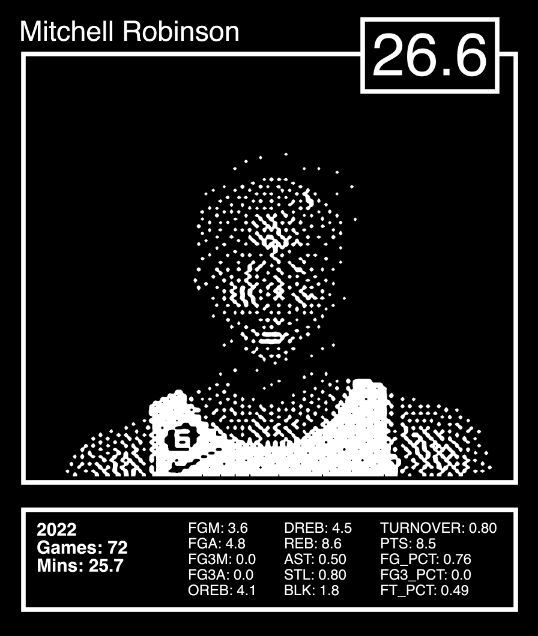 Mitchell Robinson
26.6
6
2022
Games: 72
Mins: 25.7
FGM: 3.6
FGA: 4.8
FG3M: 0.0
FG3A: 0.0
OREB: 4.1
DREB: 4.5
REB: 8.6
AST: 0.50
STL: 0.80
BLK: 1.8
TURNOVER: 0.80
PTS: 8.5
FG_PCT: 0.76
FG3_PCT: 0.0
FT_PCT: 0.49